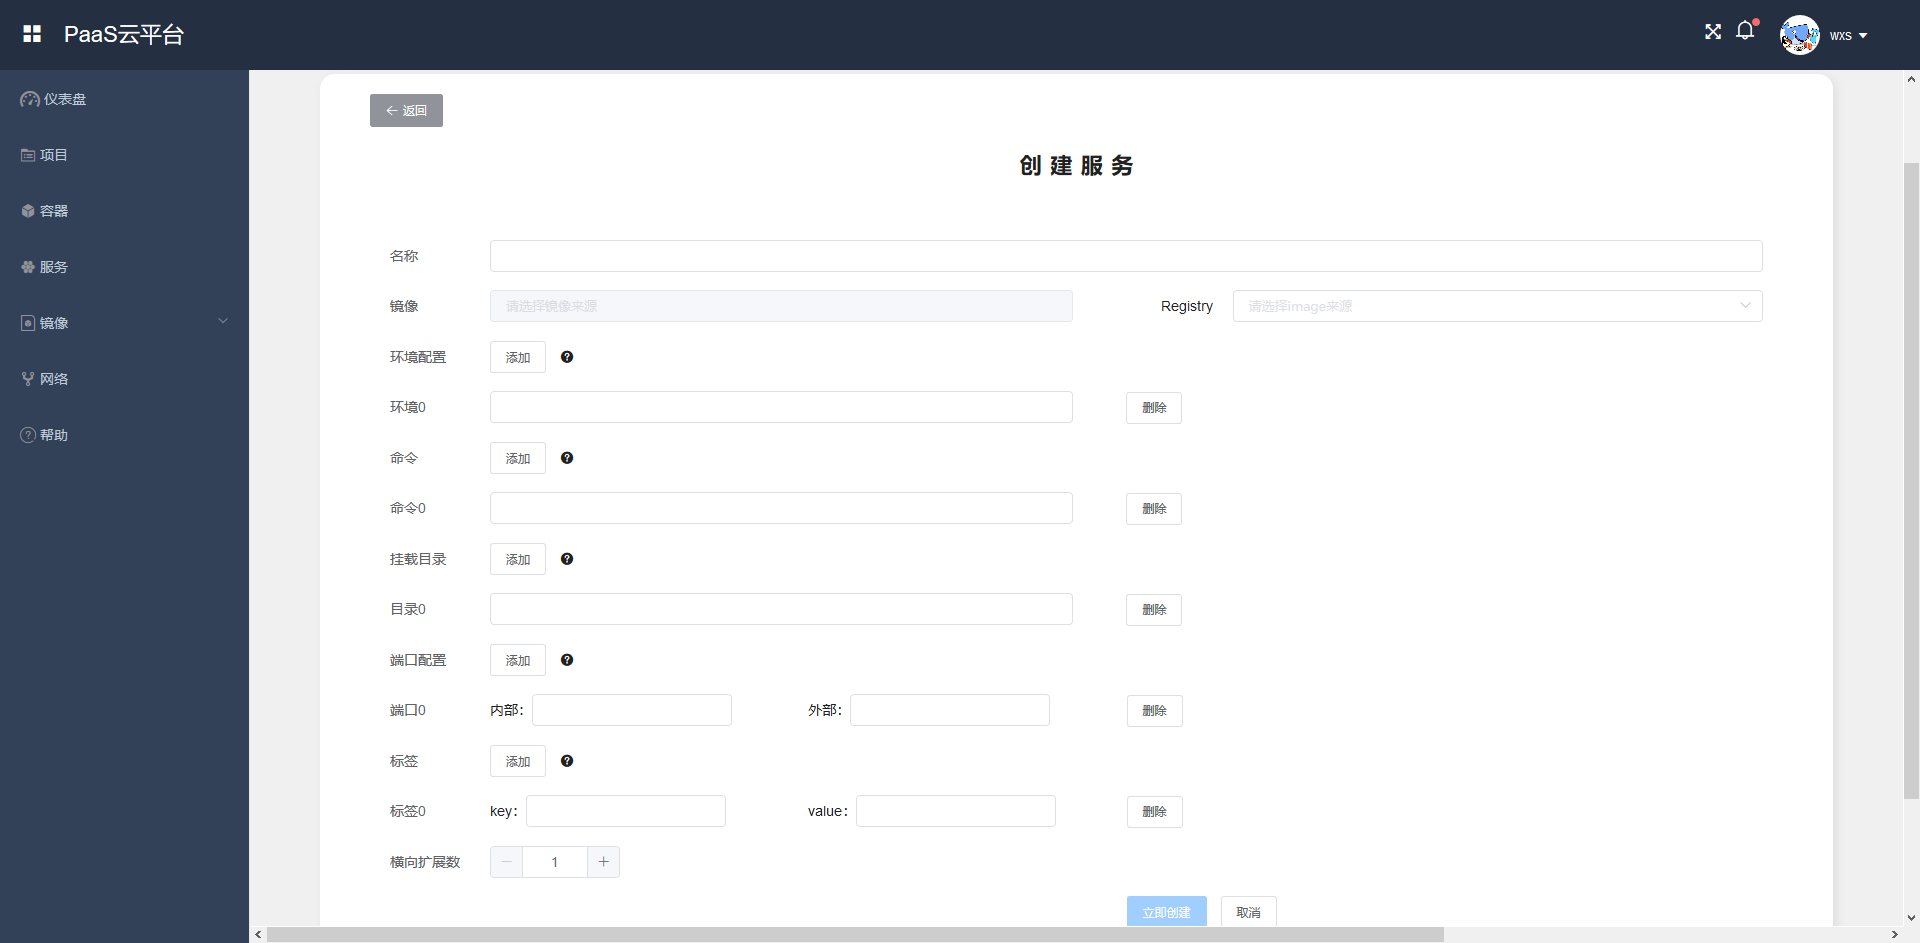 PaaS云平台
wxs
仪表盘
项目
容器
服务
镜像
网络
帮助
返回
创建服务
名称
镜像 请选择镜像来源 Registry 请选择image来源
环境配置 添加
环境0 删除
命令 添加
命令0 删除
挂载目录 添加
目录0 删除
端口配置 添加
端口0 内部： 外部： 删除
标签 添加
标签0 key： value： 删除
横向扩展数 1
立即创建 取消